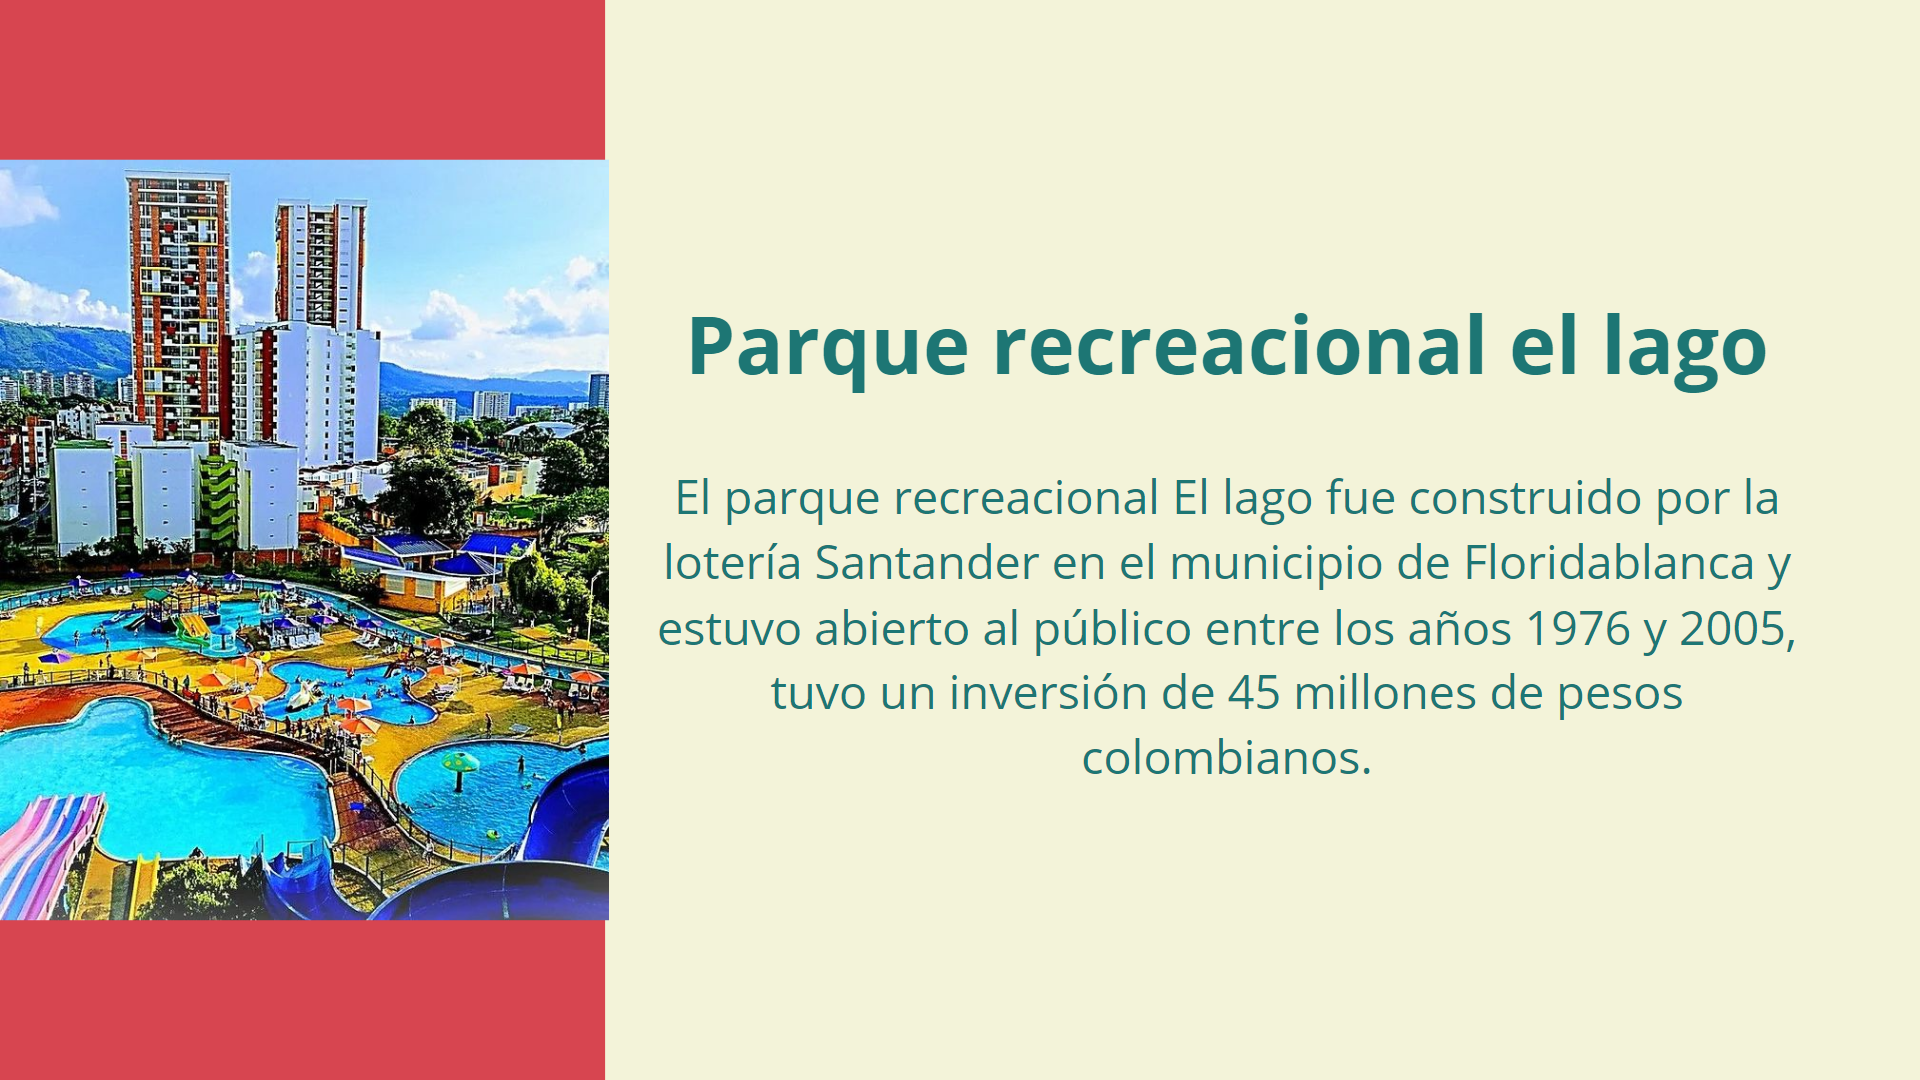 Parque recreacional el lago
El parque recreacional El lago fue construido por la
lotería Santander en el municipio de Floridablanca y
estuvo abierto al público entre los años 1976 y 2005,
tuvo un inversión de 45 millones de pesos
colombianos.